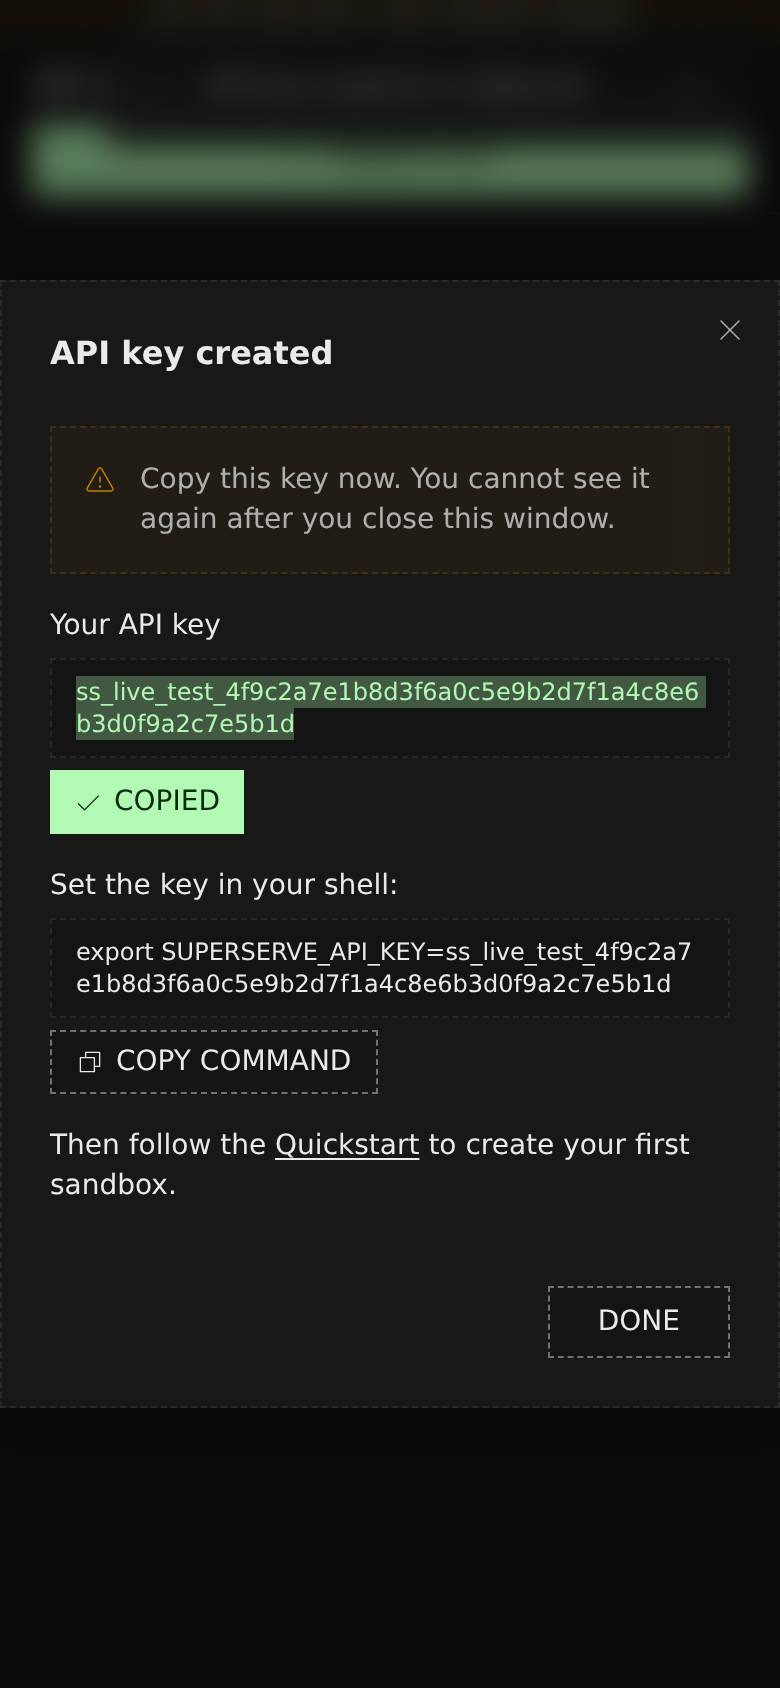 API key created
Copy this key now. You cannot see it
again after you close this window.
Your API key
ss_live_test_4f9c2a7e1b8d3f6a0c5e9b2d7f1a4c8e6
b3d0f9a2c7e5b1d
COPIED
Set the key in your shell:
export SUPERSERVE_API_KEY=ss_live_test_4f9c2a7
e1b8d3f6a0c5e9b2d7f1a4c8e6b3d0f9a2c7e5b1d
COPY COMMAND
Then follow the Quickstart to create your first
sandbox.
DONE